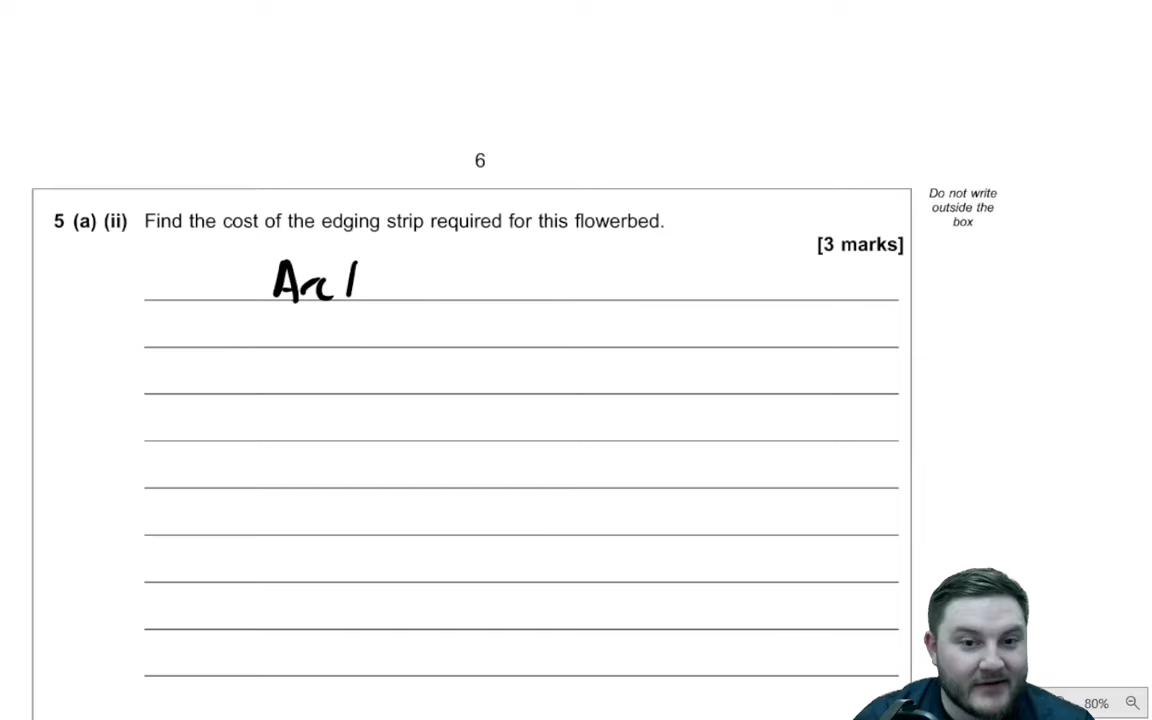 6
Do not write
outside the
box
5 (a) (ii) Find the cost of the edging strip required for this flowerbed.
[3 marks]
Arc l
80%